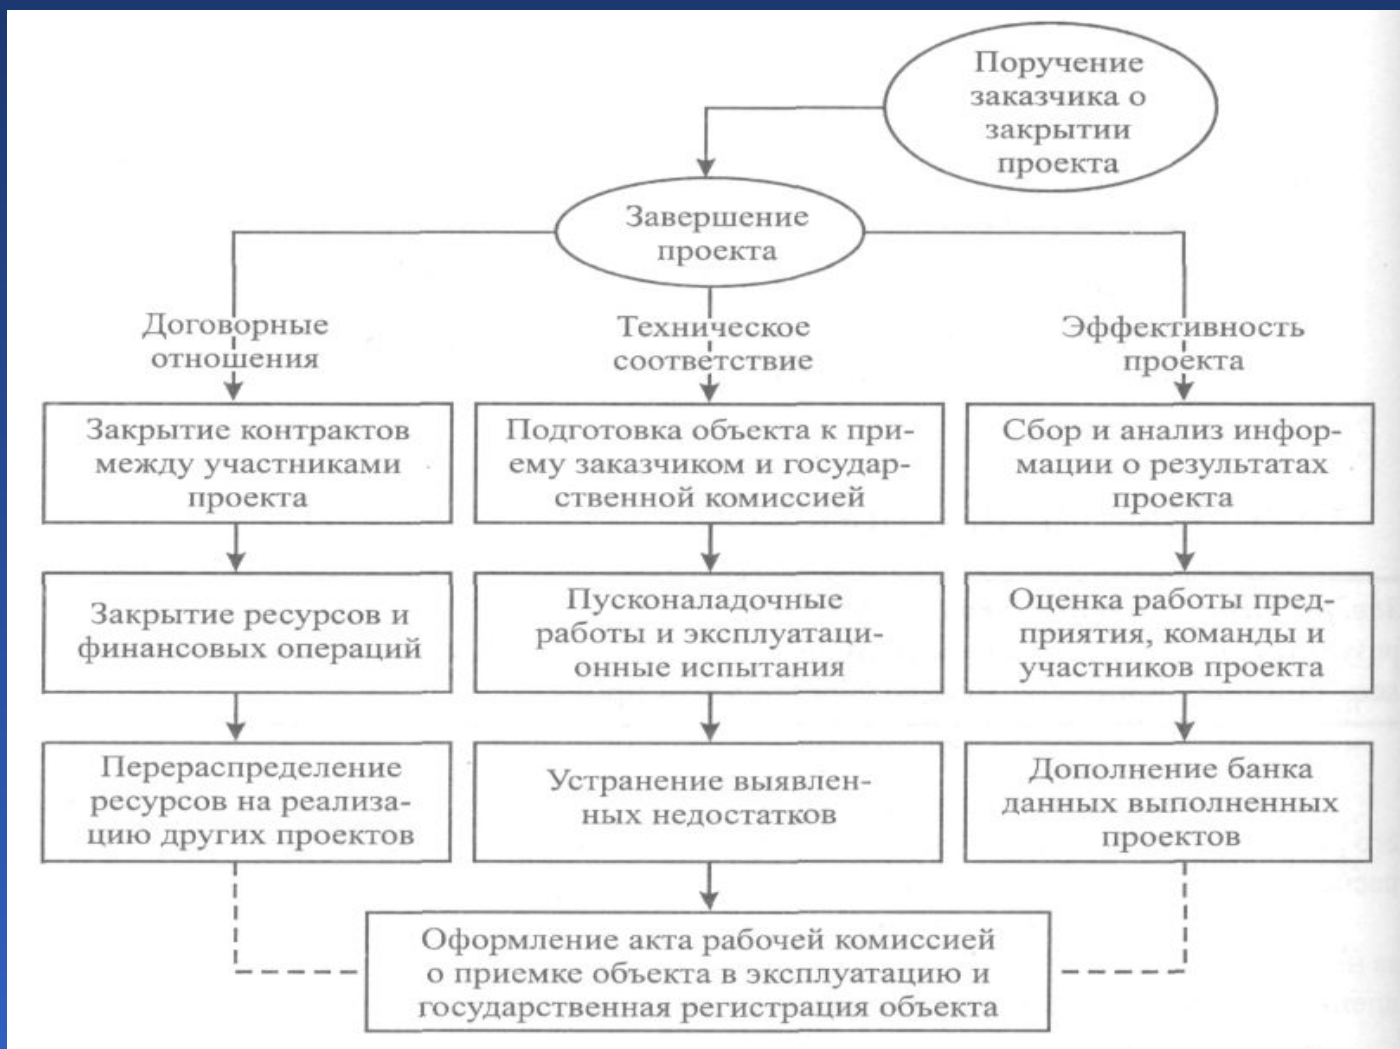 Поручение
заказчика о
закрытии
проекта
Завершение
проекта
Договорные
отношения
Техническое
соответствие
Эффективность
проекта
Закрытие контрактов
между участниками
проекта
Подготовка объекта к при-
ему заказчиком и государ-
ственной комиссией
Сбор и анализ инфор-
мации о результатах
проекта
Закрытие ресурсов и
финансовых операций
Пусконаладочные
работы и эксплуатаци-
онные испытания
Оценка работы пред-
приятия, команды и
участников проекта
Перераспределение
ресурсов на реализа-
цию других проектов
Устранение выявлен-
ных недостатков
Дополнение банка
данных выполненных
проектов
Оформление акта рабочей комиссией
о приемке объекта в эксплуатацию и
государственная регистрация объекта